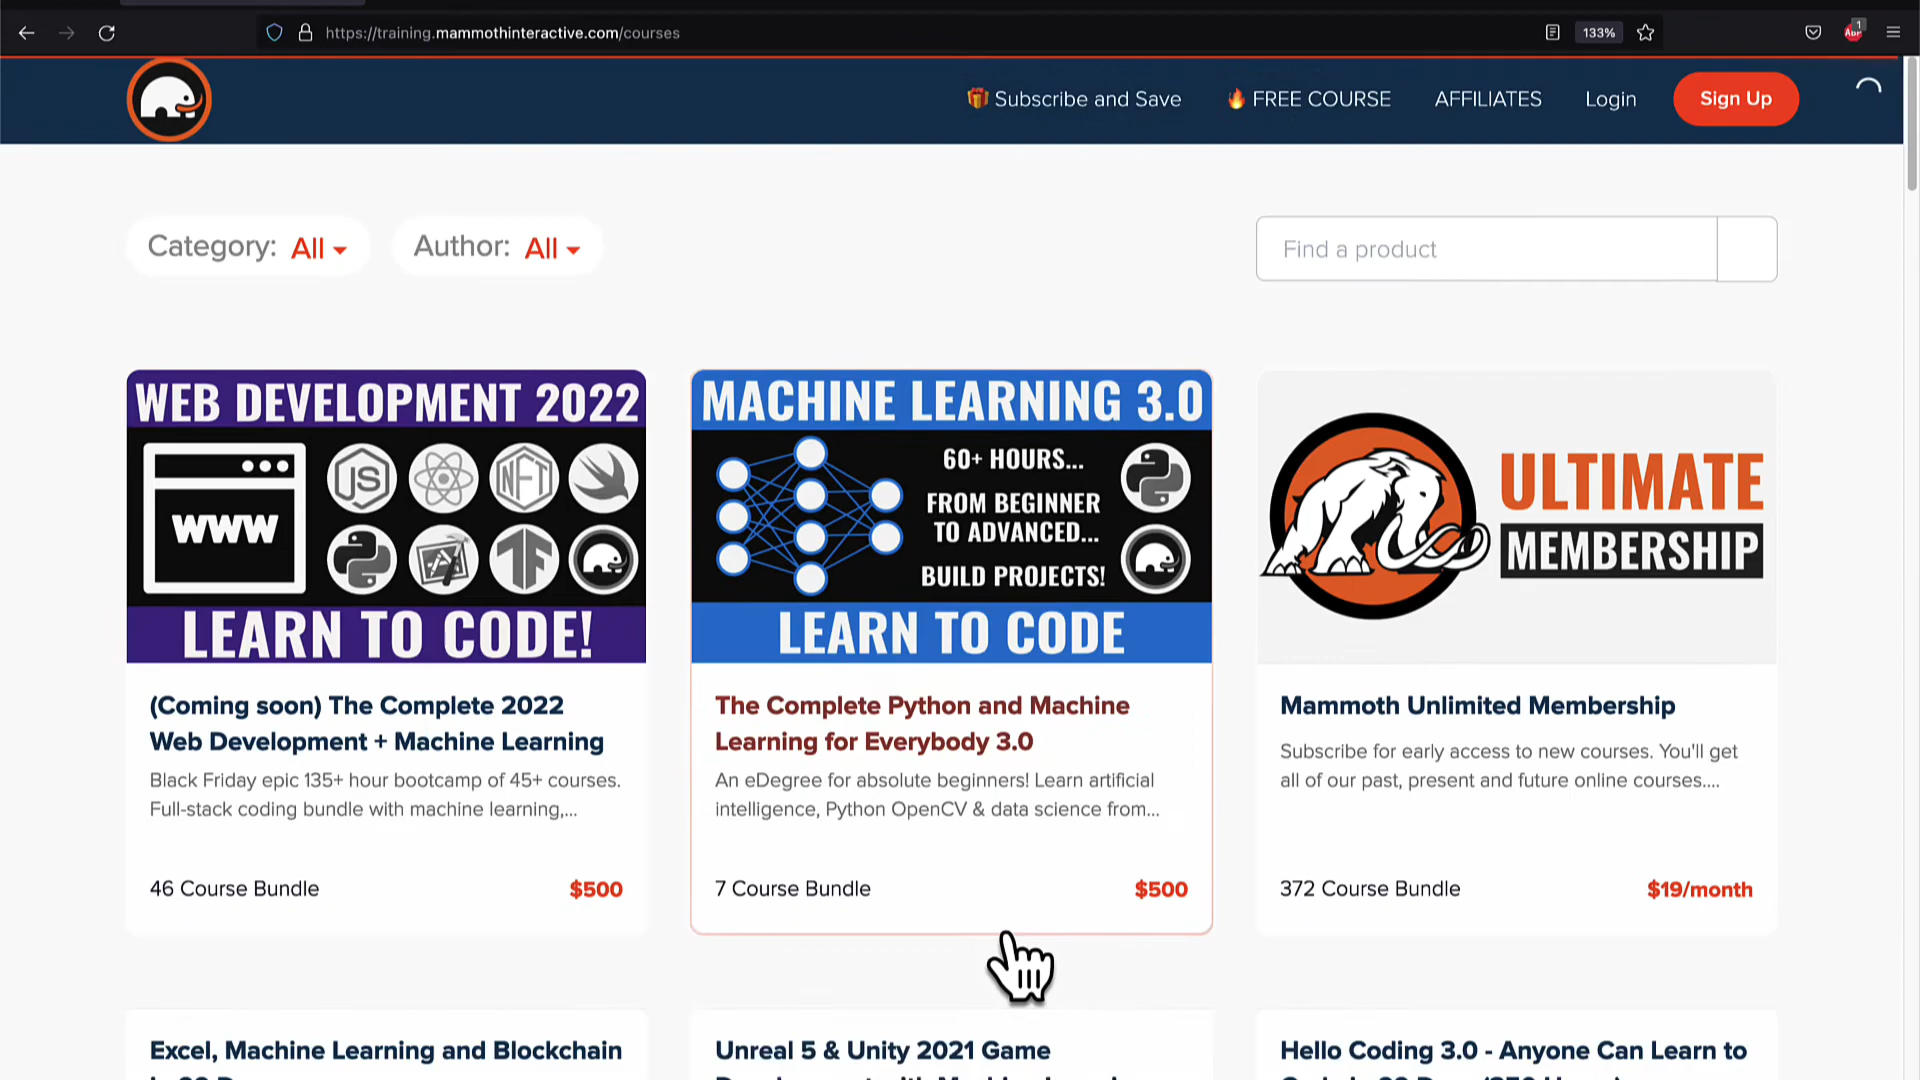 https://training.mammothinteractive.com/courses
133%
1
ABP
Subscribe and Save
FREE COURSE
AFFILIATES
Login
Sign Up
Category: All
Author: All
Find a product
WEB DEVELOPMENT 2022
WWW
JS
NFT
TF
LEARN TO CODE!
(Coming soon) The Complete 2022
Web Development + Machine Learning
Black Friday epic 135+ hour bootcamp of 45+ courses.
Full-stack coding bundle with machine learning,...
46 Course Bundle
$500
MACHINE LEARNING 3.0
60+ HOURS...
FROM BEGINNER
TO ADVANCED...
BUILD PROJECTS!
LEARN TO CODE
The Complete Python and Machine
Learning for Everybody 3.0
An eDegree for absolute beginners! Learn artificial
intelligence, Python OpenCV & data science from...
7 Course Bundle
$500
ULTIMATE
MEMBERSHIP
Mammoth Unlimited Membership
Subscribe for early access to new courses. You'll get
all of our past, present and future online courses....
372 Course Bundle
$19/month
Excel, Machine Learning and Blockchain
Unreal 5 & Unity 2021 Game
Hello Coding 3.0 - Anyone Can Learn to